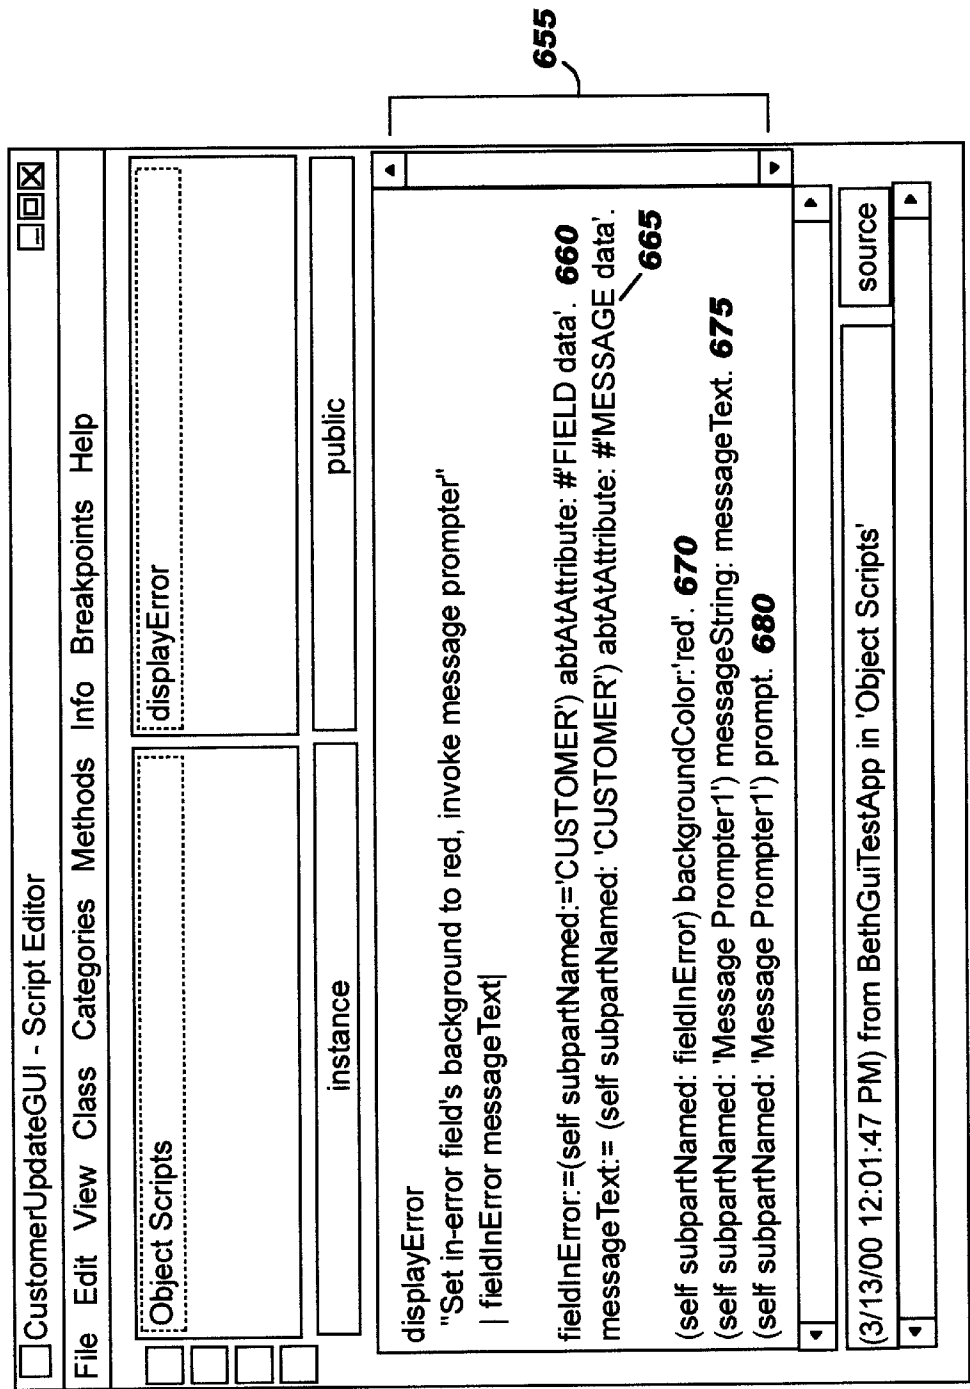 CustomerUpdateGUI - Script Editor
File Edit View Class Categories Methods Info Breakpoints Help
Object Scripts
displayError
instance
public
displayError
"Set in-error field's background to red, invoke message prompter"
| fieldInError messageText|
fieldInError:=(self subpartNamed:='CUSTOMER') abtAtAttribute: #'FIELD data'. 660
messageText:= (self subpartNamed: 'CUSTOMER') abtAtAttribute: #'MESSAGE data'.
665
(self subpartNamed: fieldInError) backgroundColor:'red'. 670
(self subpartNamed: 'Message Prompter1') messageString: messageText. 675
(self subpartNamed: 'Message Prompter1') prompt. 680
655
(3/13/00 12:01:47 PM) from BethGuiTestApp in 'Object Scripts'
source